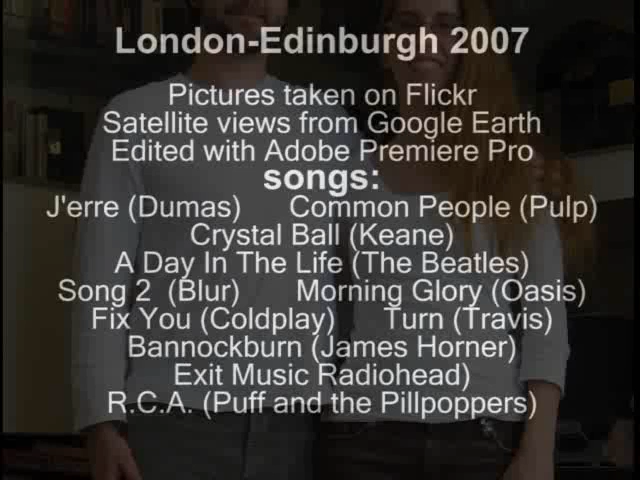 London-Edinburgh 2007
Pictures taken on Flickr
Satellite views from Google Earth
Edited with Adobe Premiere Pro
songs:
J'erre (Dumas) Common People (Pulp)
Crystal Ball (Keane)
A Day In The Life (The Beatles)
Song 2 (Blur) Morning Glory (Oasis)
Fix You (Coldplay) Turn (Travis)
Bannockburn (James Horner)
Exit Music Radiohead)
R.C.A. (Puff and the Pillpoppers)